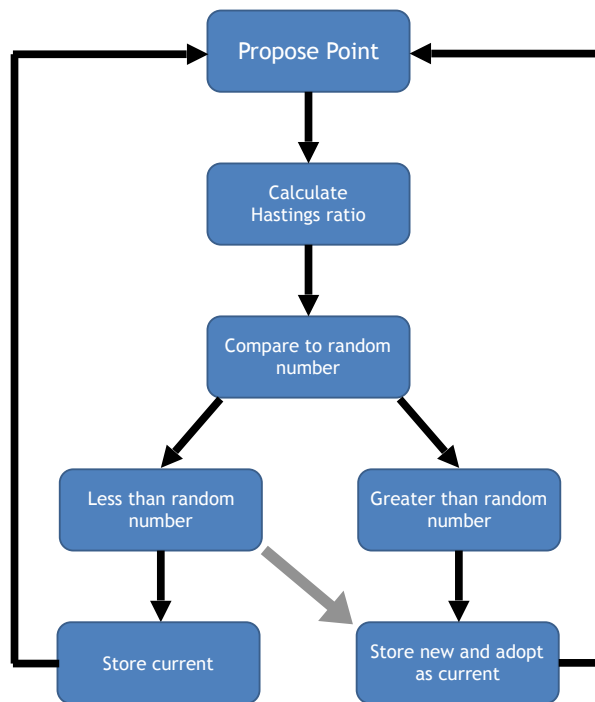 Propose Point
Calculate
Hastings ratio
Compare to random
number
Less than random
number
Greater than random
number
Store current
Store new and adopt
as current